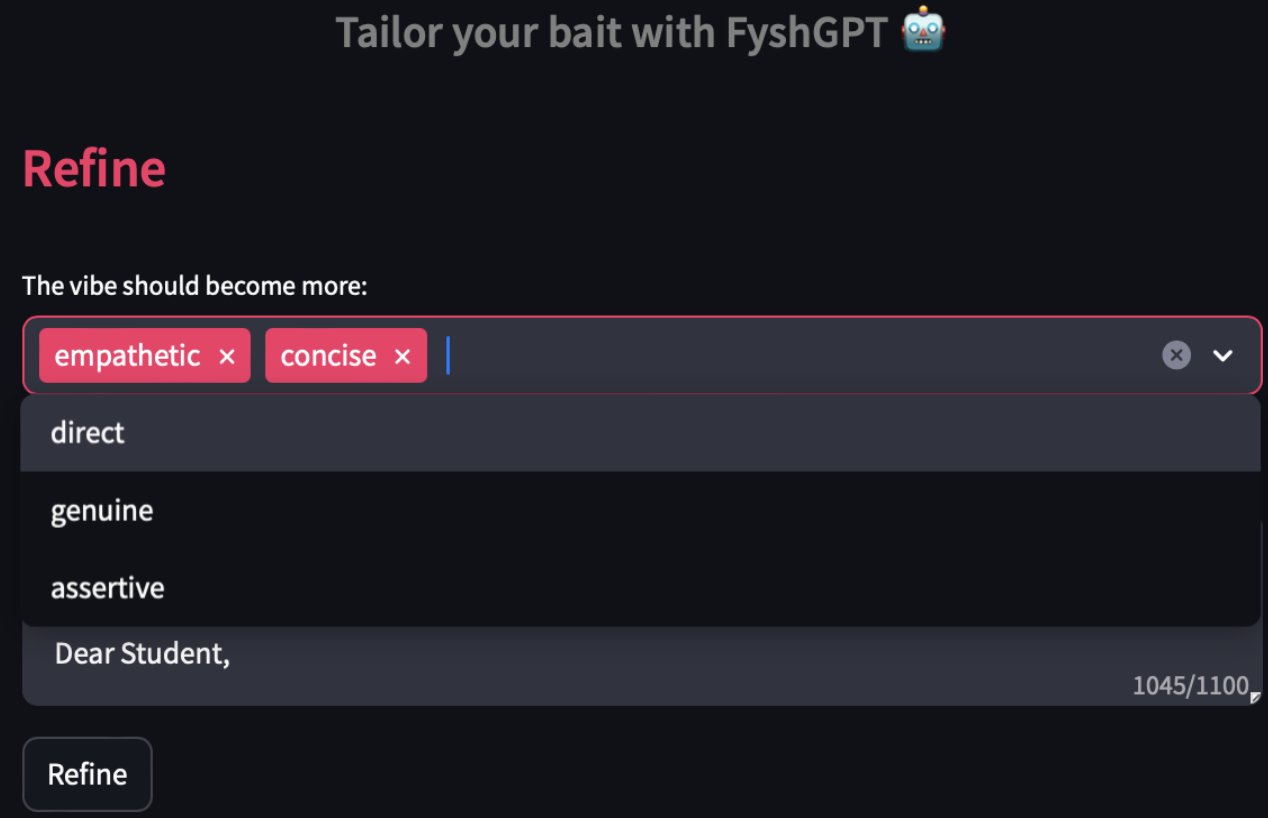 Tailor your bait with FyshGPT 🤖
Refine
The vibe should become more:
empathetic × concise ×
direct
genuine
assertive
Dear Student,
1045/1100
Refine